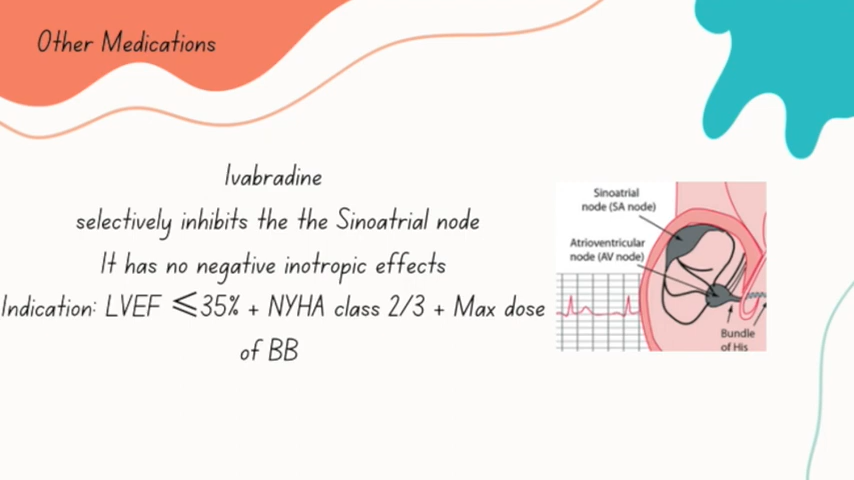 Other Medications
Ivabradine
selectively inhibits the the Sinoatrial node
It has no negative inotropic effects
Indication: LVEF ⩽35% + NYHA class 2/3 + Max dose
of BB
Sinoatrial
node (SA node)
Atrioventricular
node (AV node)
Bundle
of His